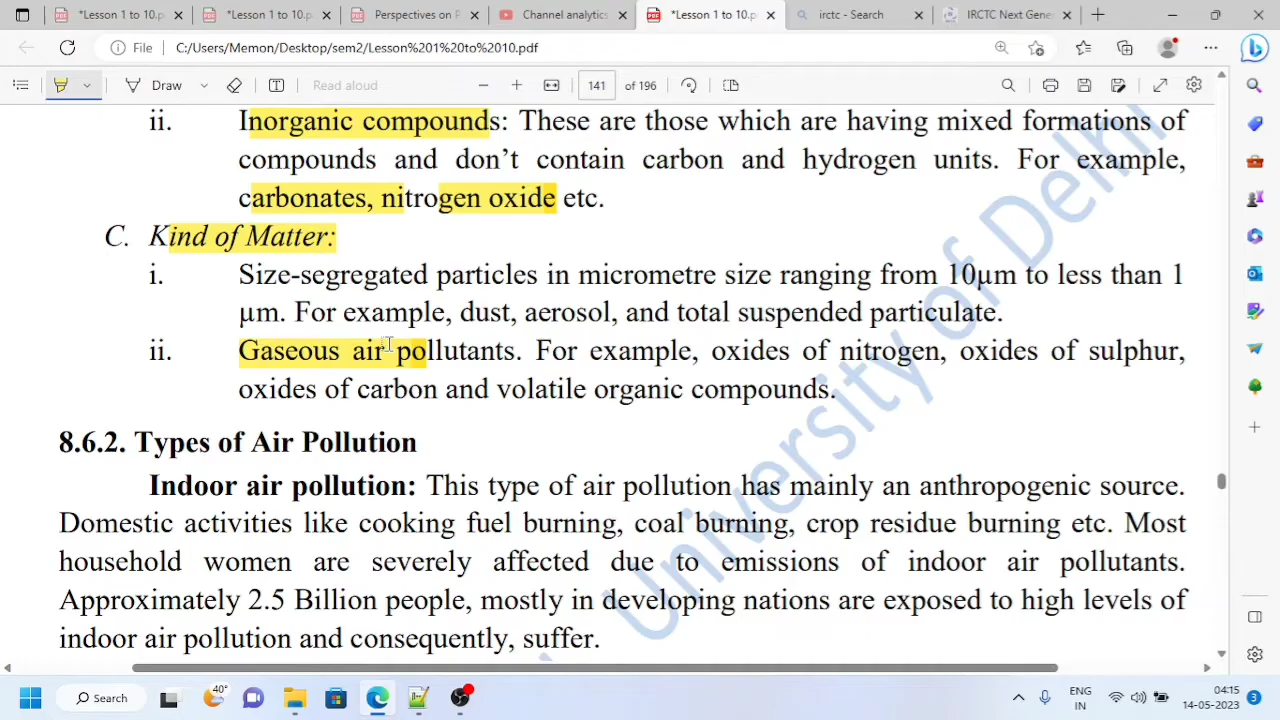 *Lesson 1 to 10.p
*Lesson 1 to 10.p
Perspectives on P
Channel analytics
*Lesson 1 to 10.p
irctc - Search
IRCTC Next Gene
File C:/Users/Memon/Desktop/sem2/Lesson%201%20to%2010.pdf
Draw Read aloud 141 of 196
ii. Inorganic compounds: These are those which are having mixed formations of
compounds and don’t contain carbon and hydrogen units. For example,
carbonates, nitrogen oxide etc.
C. Kind of Matter:
i. Size-segregated particles in micrometre size ranging from 10µm to less than 1
µm. For example, dust, aerosol, and total suspended particulate.
ii. Gaseous air pollutants. For example, oxides of nitrogen, oxides of sulphur,
oxides of carbon and volatile organic compounds.
8.6.2. Types of Air Pollution
Indoor air pollution: This type of air pollution has mainly an anthropogenic source.
Domestic activities like cooking fuel burning, coal burning, crop residue burning etc. Most
household women are severely affected due to emissions of indoor air pollutants.
Approximately 2.5 Billion people, mostly in developing nations are exposed to high levels of
indoor air pollution and consequently, suffer.
University of Delhi
Search
40°
ENG
IN
04:15
14-05-2023
3